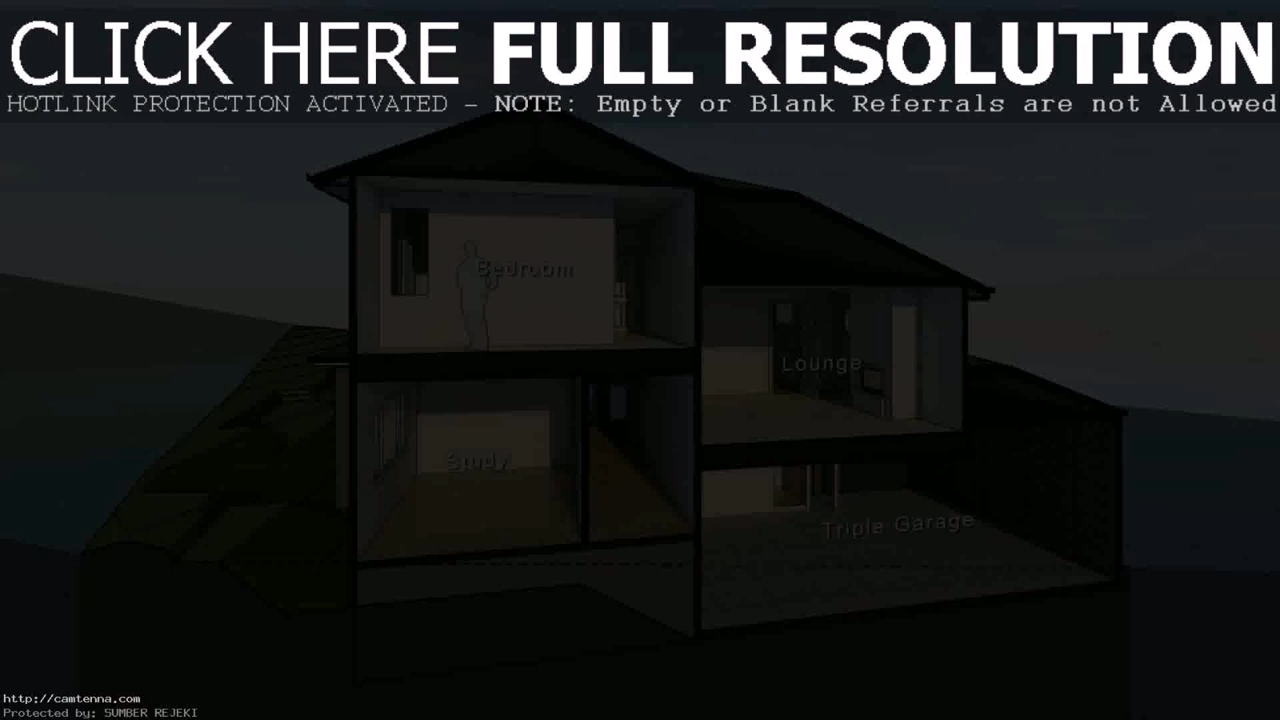 CLICK HERE FULL RESOLUTION
HOTLINK PROTECTION ACTIVATED – NOTE: Empty or Blank Referrals are not Allowed
Bedroom
Lounge
Study
Triple Garage
http://camtenna.com
Protected by: SUMBER REJEKI